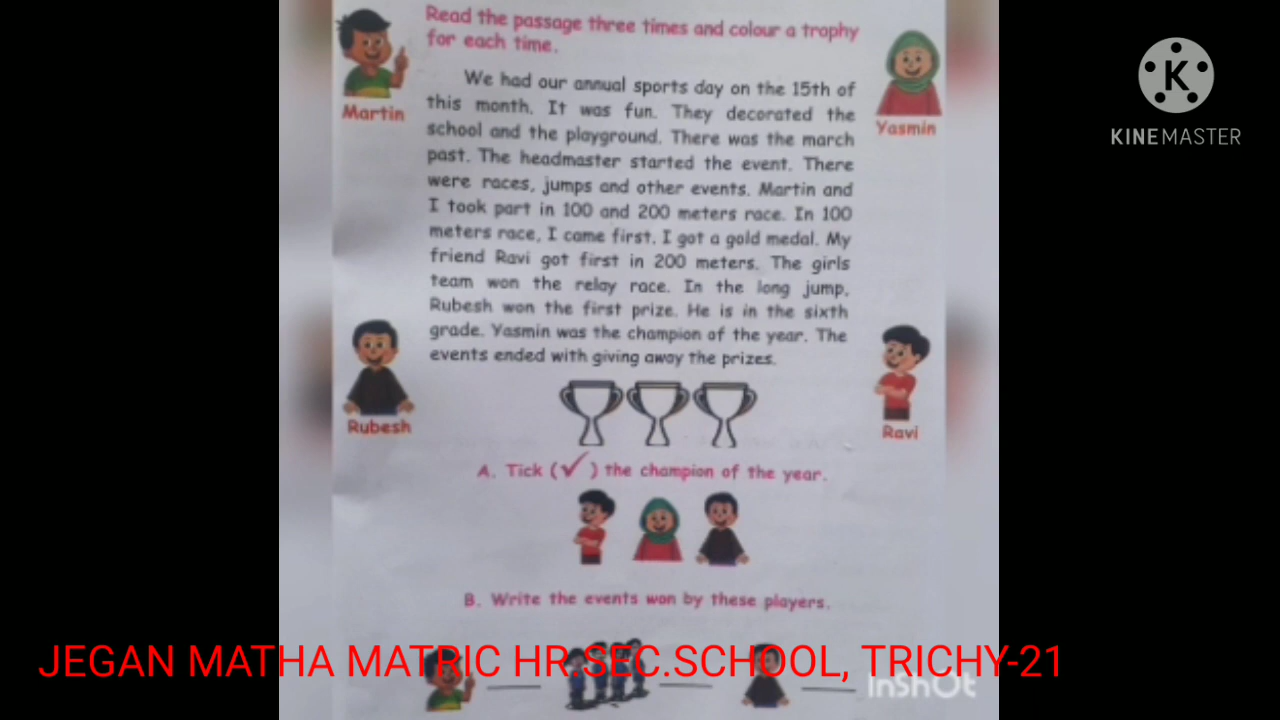 Read the passage three times and colour a trophy
for each time.
Martin
Yasmin
We had our annual sports day on the 15th of
this month. It was fun. They decorated the
school and the playground. There was the march
past. The headmaster started the event. There
were races, jumps and other events. Martin and
I took part in 100 and 200 meters race. In 100
meters race, I came first. I got a gold medal. My
friend Ravi got first in 200 meters. The girls
team won the relay race. In the long jump,
Rubesh won the first prize. He is in the sixth
grade. Yasmin was the champion of the year. The
events ended with giving away the prizes.
Rubesh
Ravi
A. Tick (✓) the champion of the year.
B. Write the events won by these players.
JEGAN MATHA MATRIC HR.SEC.SCHOOL, TRICHY-21
InShOt
K
KINEMASTER